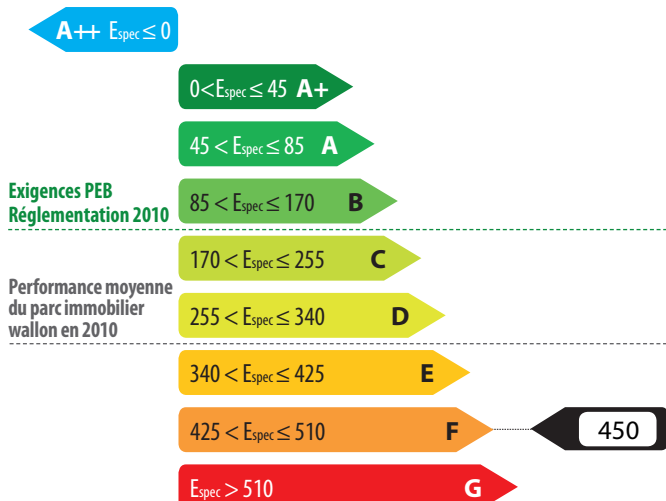 A++ Espec ≤ 0
0<Espec ≤ 45 A+
45 < Espec ≤ 85 A
Exigences PEB
Réglementation 2010
85 < Espec ≤ 170 B
170 < Espec ≤ 255 C
Performance moyenne
du parc immobilier
wallon en 2010
255 < Espec ≤ 340 D
340 < Espec ≤ 425 E
425 < Espec ≤ 510 F
450
Espec > 510 G